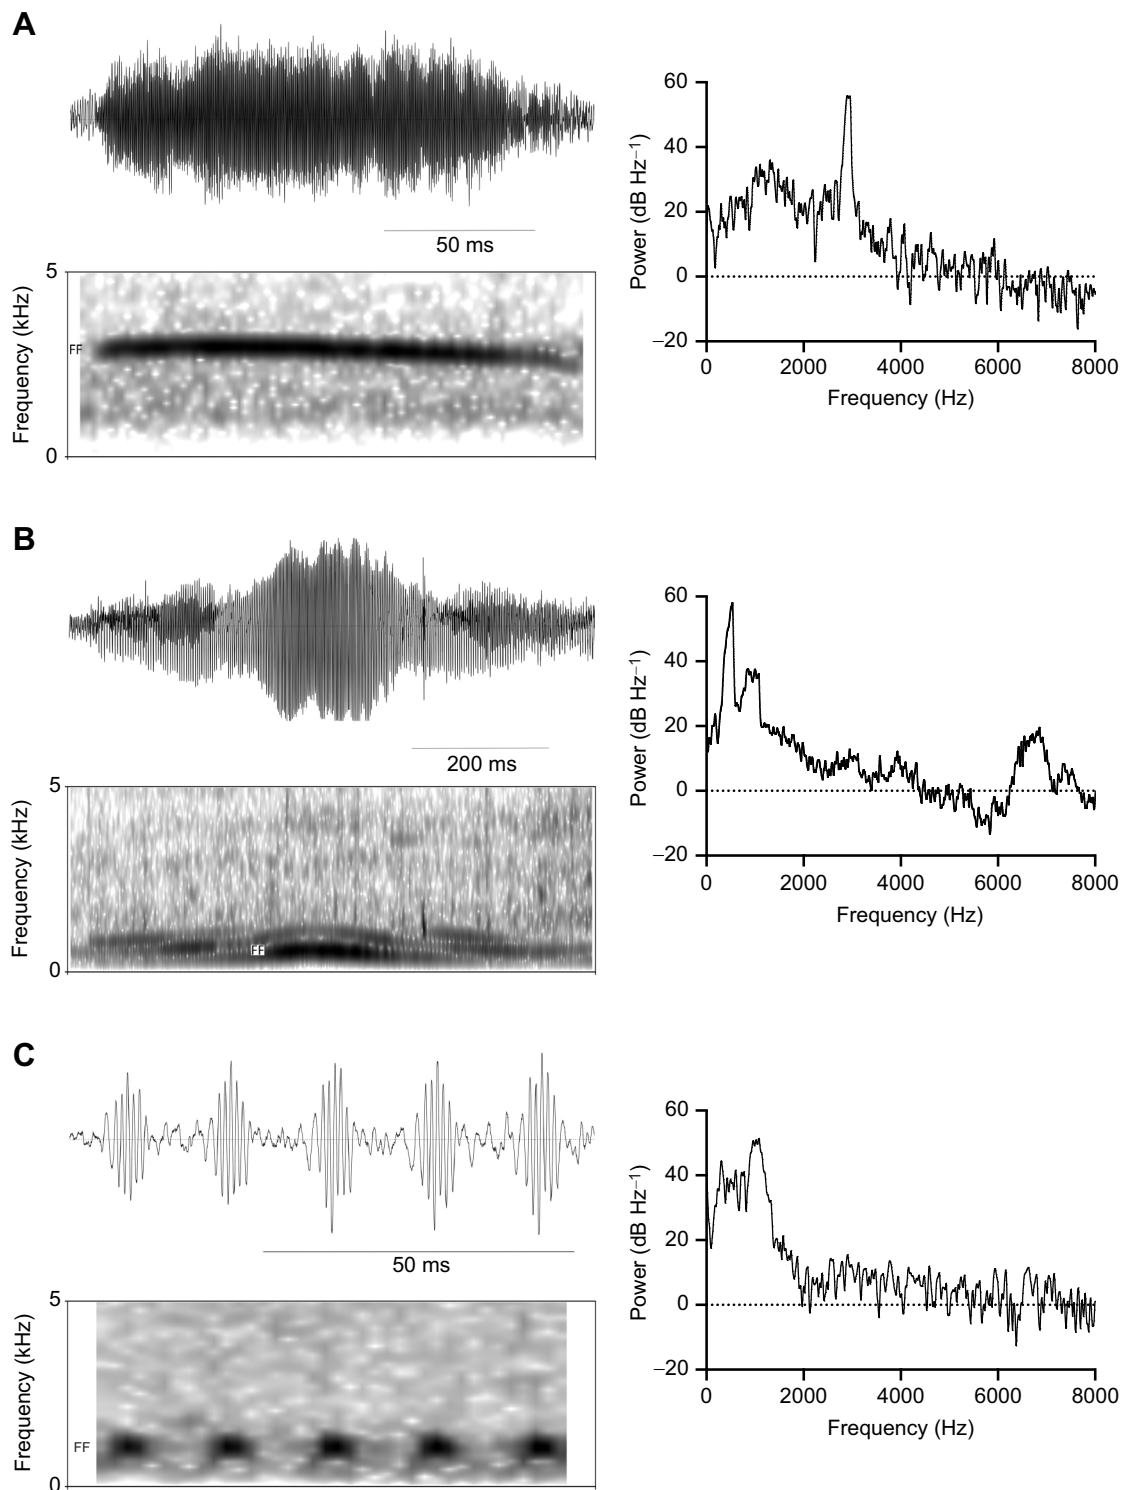 A
50 ms
5
Frequency (kHz)
FF
0
60
40
20
0
–20
Power (dB Hz–1)
0 2000 4000 6000 8000
Frequency (Hz)
B
200 ms
5
Frequency (kHz)
FF
0
60
40
20
0
–20
Power (dB Hz–1)
0 2000 4000 6000 8000
Frequency (Hz)
C
50 ms
5
Frequency (kHz)
FF
0
60
40
20
0
–20
Power (dB Hz–1)
0 2000 4000 6000 8000
Frequency (Hz)